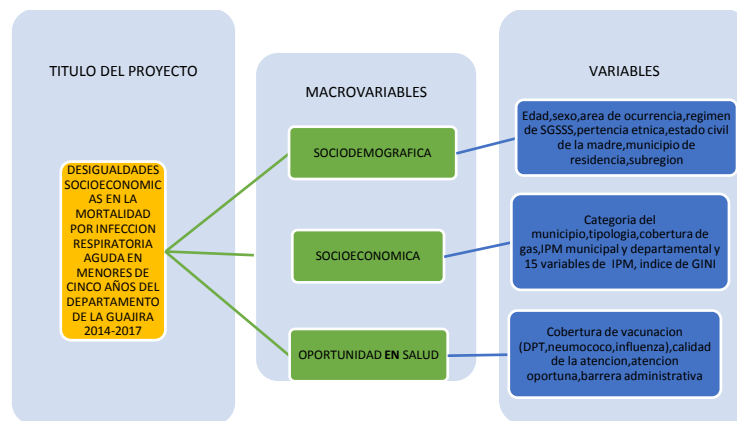 TITULO DEL PROYECTO
DESIGUALDADES
SOCIOECONOMIC
AS EN LA
MORTALIDAD
POR INFECCION
RESPIRATORIA
AGUDA EN
MENORES DE
CINCO AÑOS DEL
DEPARTAMENTO
DE LA GUAJIRA
2014-2017
MACROVARIABLES
SOCIODEMOGRAFICA
SOCIOECONOMICA
OPORTUNIDAD EN SALUD
VARIABLES
Edad,sexo,area de ocurrencia,regimen
de SGSSS,pertencia etnica,estado civil
de la madre,municipio de
residencia,subregion
Categoria del
municipio,tipologia,cobertura de
gas,IPM municipal y departamental y
15 variables de IPM, indice de GINI
Cobertura de vacunacion
(DPT,neumococo,influenza),calidad
de la atencion,atencion
oportuna,barrera administrativa